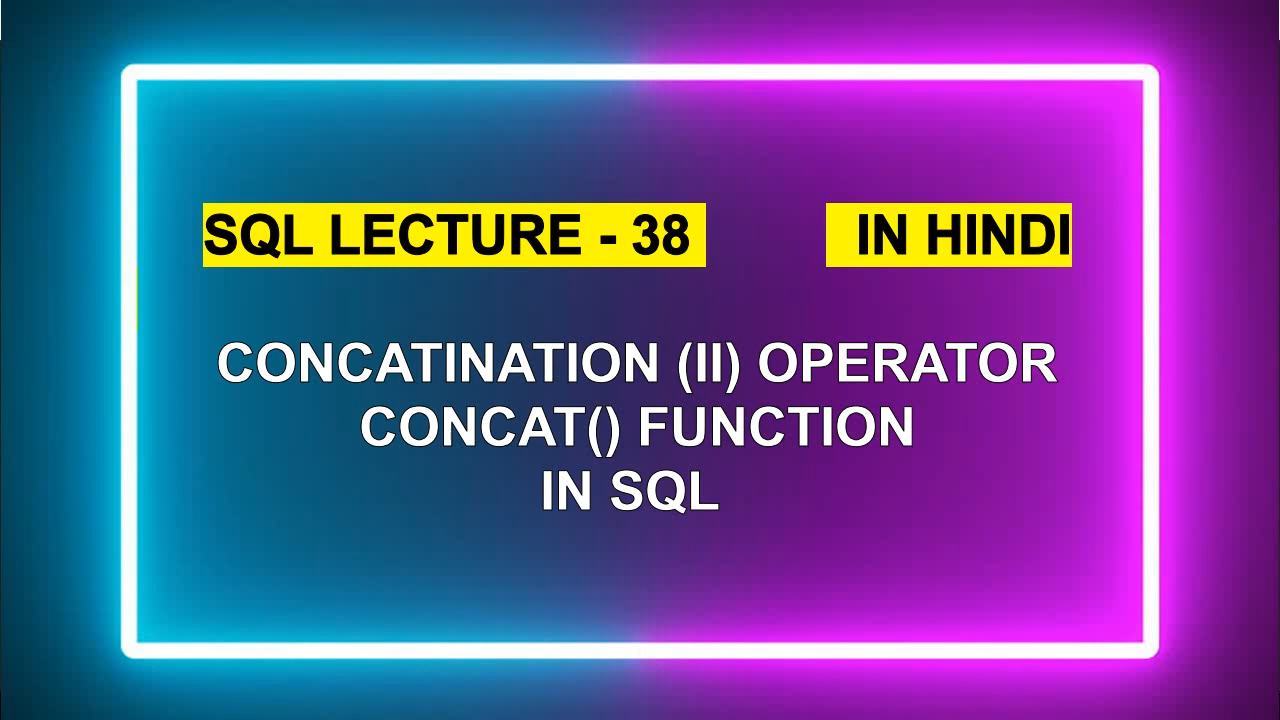 SQL LECTURE - 38 IN HINDI
CONCATINATION (II) OPERATOR
CONCAT() FUNCTION
IN SQL